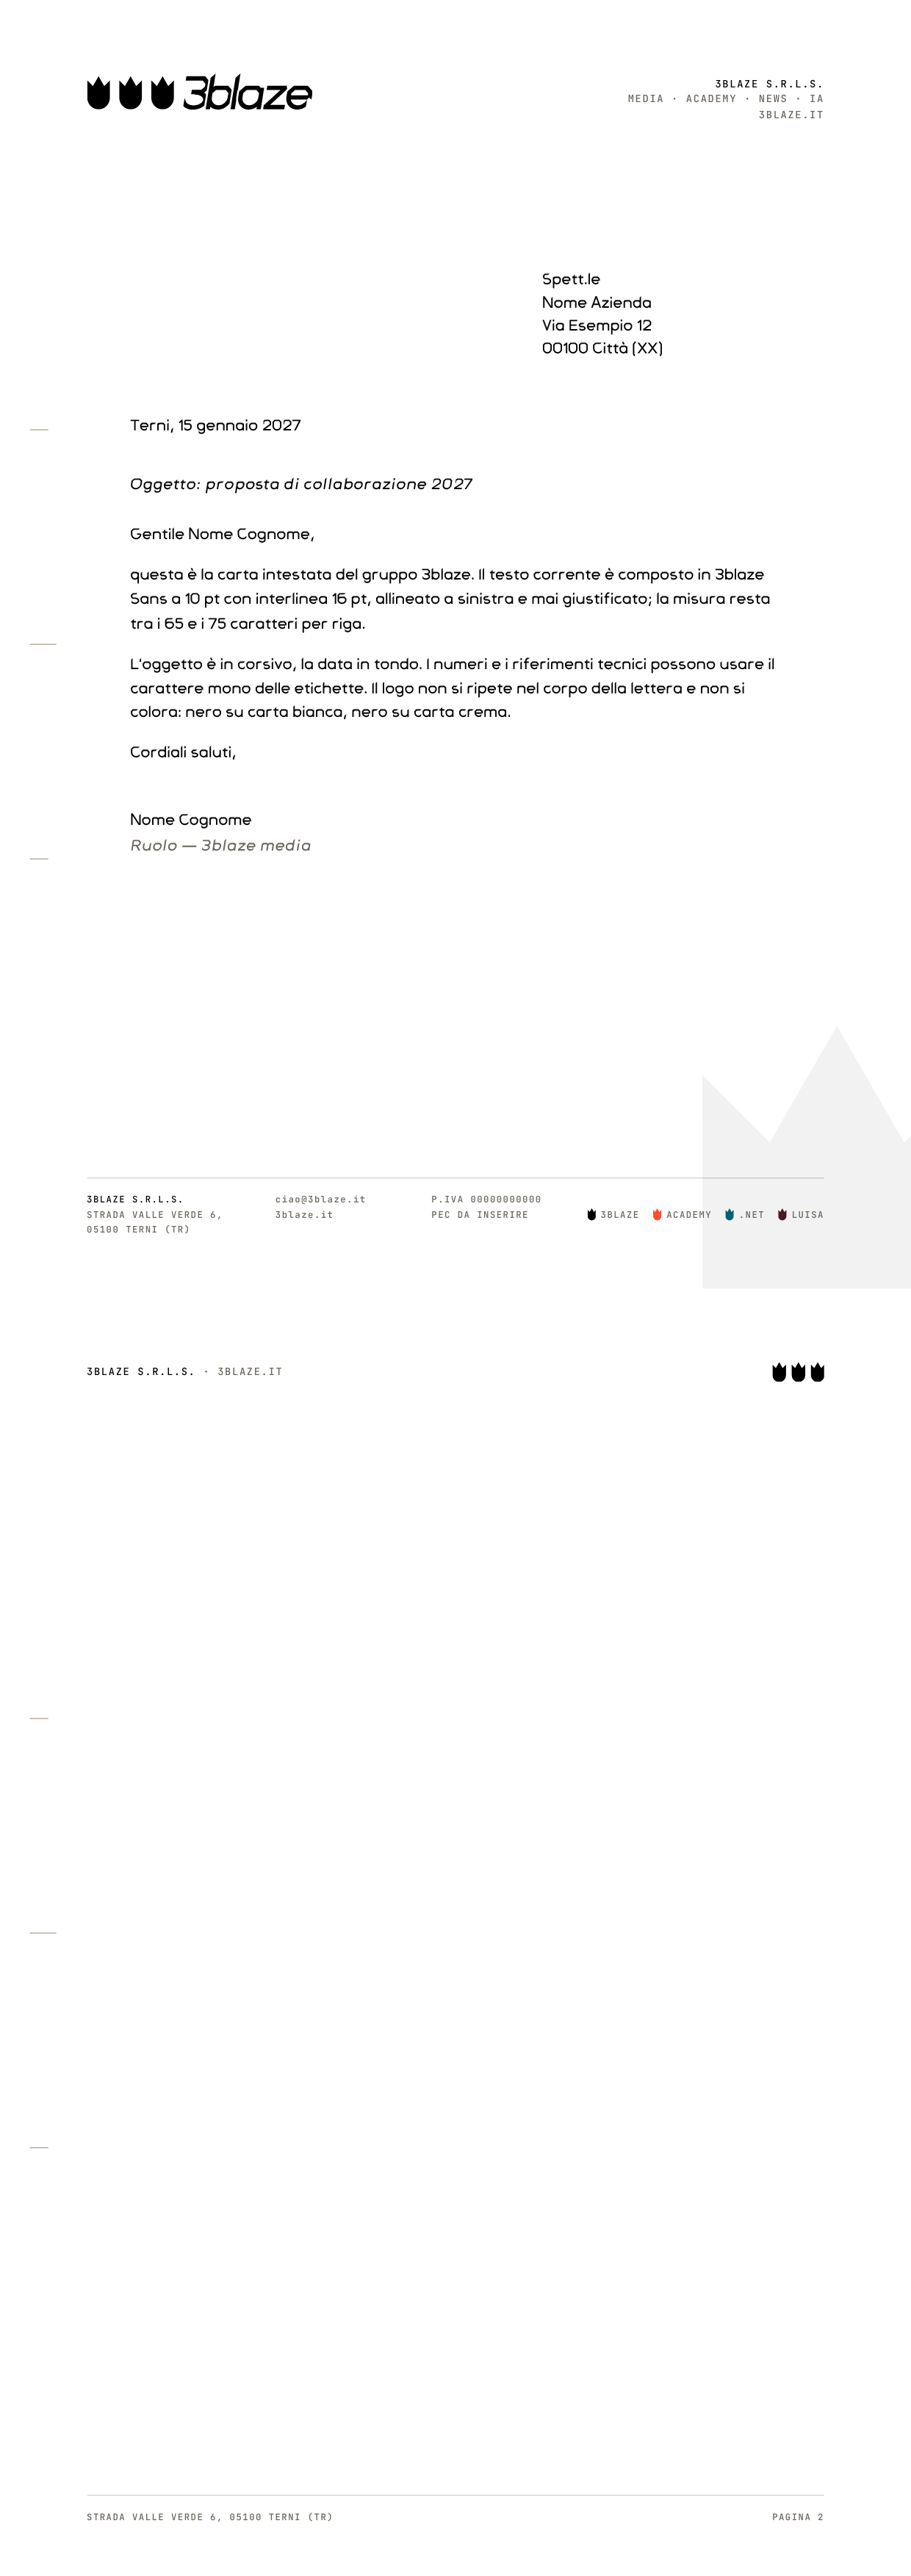 3blaze
3BLAZE S.R.L.S.
MEDIA · ACADEMY · NEWS · IA
3BLAZE.IT
Spett.le
Nome Azienda
Via Esempio 12
00100 Città (XX)
Terni, 15 gennaio 2027
Oggetto: proposta di collaborazione 2027
Gentile Nome Cognome,
questa è la carta intestata del gruppo 3blaze. Il testo corrente è composto in 3blaze
Sans a 10 pt con interlinea 16 pt, allineato a sinistra e mai giustificato; la misura resta
tra i 65 e i 75 caratteri per riga.
L'oggetto è in corsivo, la data in tondo. I numeri e i riferimenti tecnici possono usare il
carattere mono delle etichette. Il logo non si ripete nel corpo della lettera e non si
colora: nero su carta bianca, nero su carta crema.
Cordiali saluti,
Nome Cognome
Ruolo — 3blaze media
3BLAZE S.R.L.S.
STRADA VALLE VERDE 6,
05100 TERNI (TR)
ciao@3blaze.it
3blaze.it
P.IVA 00000000000
PEC DA INSERIRE
3BLAZE ACADEMY .NET LUISA
3BLAZE S.R.L.S. · 3BLAZE.IT
STRADA VALLE VERDE 6, 05100 TERNI (TR)
PAGINA 2